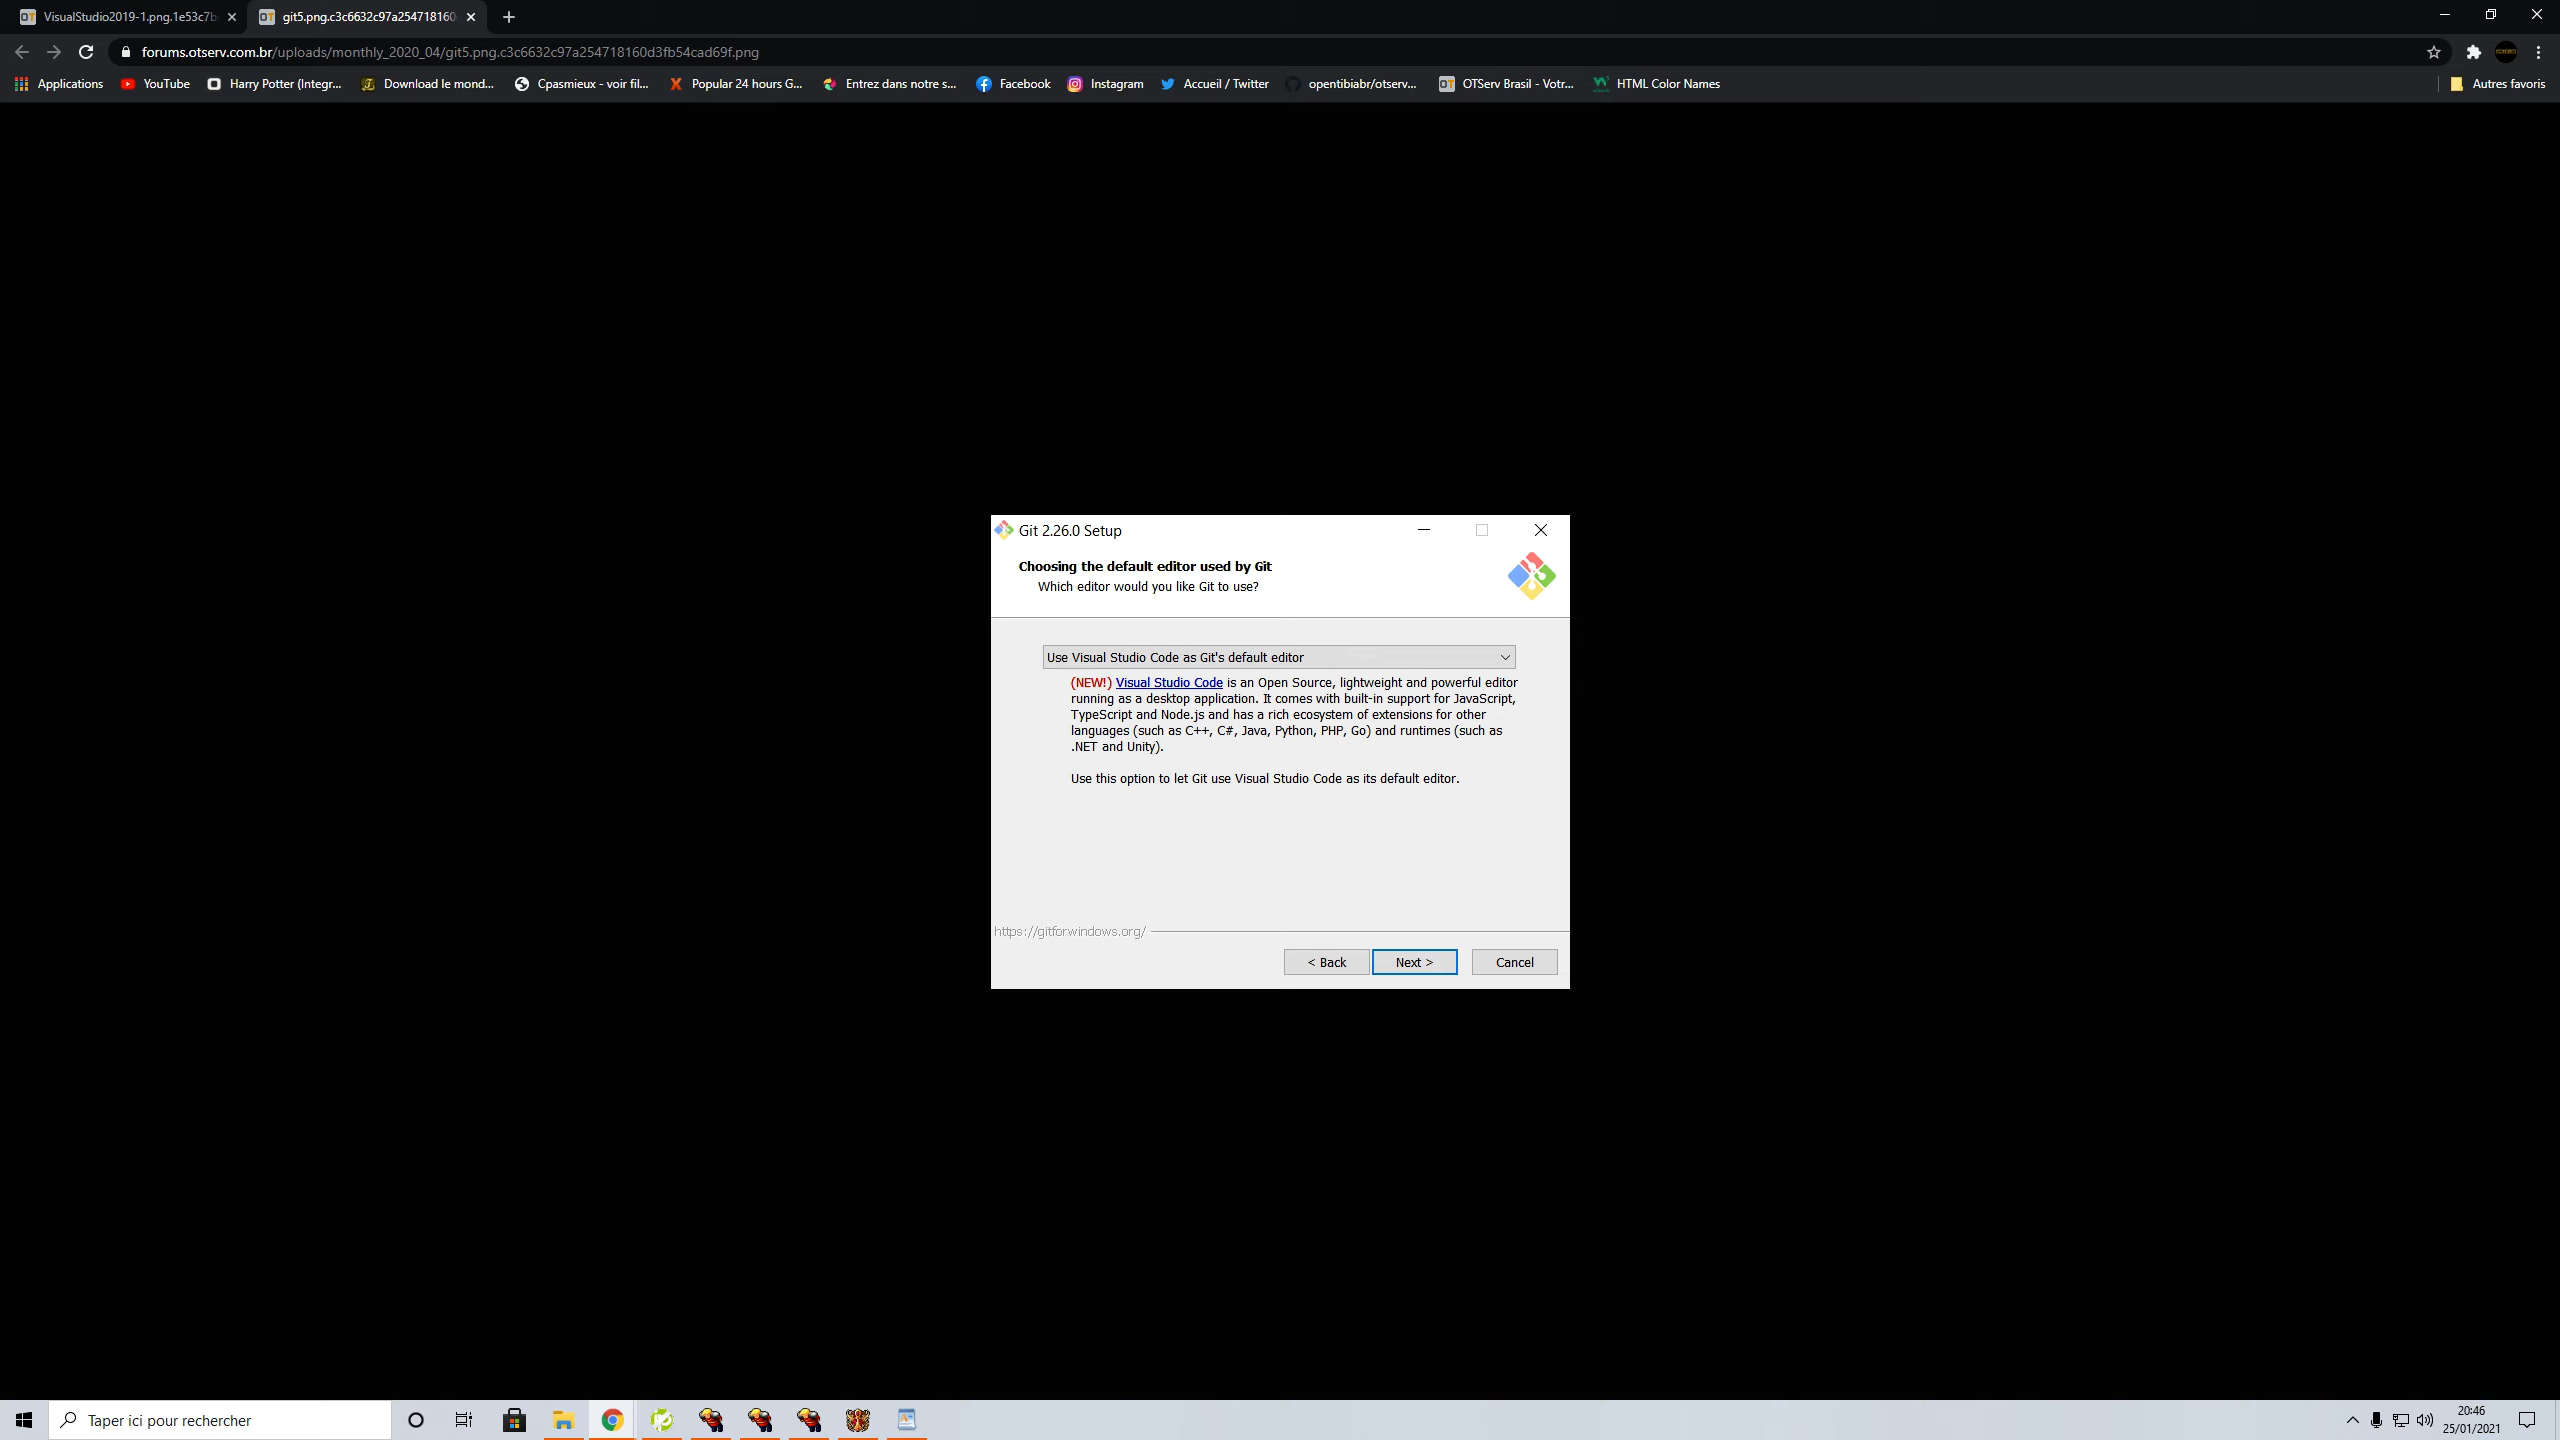 VisualStudio2019-1.png.1e53c7b
git5.png.c3c6632c97a254718160
forums.otserv.com.br/uploads/monthly_2020_04/git5.png.c3c6632c97a254718160d3fb54cad69f.png
Applications YouTube Harry Potter (Integr... Download le mond... Cpasmieux - voir fil... Popular 24 hours G... Entrez dans notre s... Facebook Instagram Accueil / Twitter opentibiabr/otserv... OTServ Brasil - Votr... HTML Color Names Autres favoris
Git 2.26.0 Setup
Choosing the default editor used by Git
Which editor would you like Git to use?
Use Visual Studio Code as Git's default editor
(NEW!) Visual Studio Code is an Open Source, lightweight and powerful editor
running as a desktop application. It comes with built-in support for JavaScript,
TypeScript and Node.js and has a rich ecosystem of extensions for other
languages (such as C++, C#, Java, Python, PHP, Go) and runtimes (such as
.NET and Unity).
Use this option to let Git use Visual Studio Code as its default editor.
https://gitforwindows.org/
< Back Next > Cancel
Taper ici pour rechercher
20:46
25/01/2021